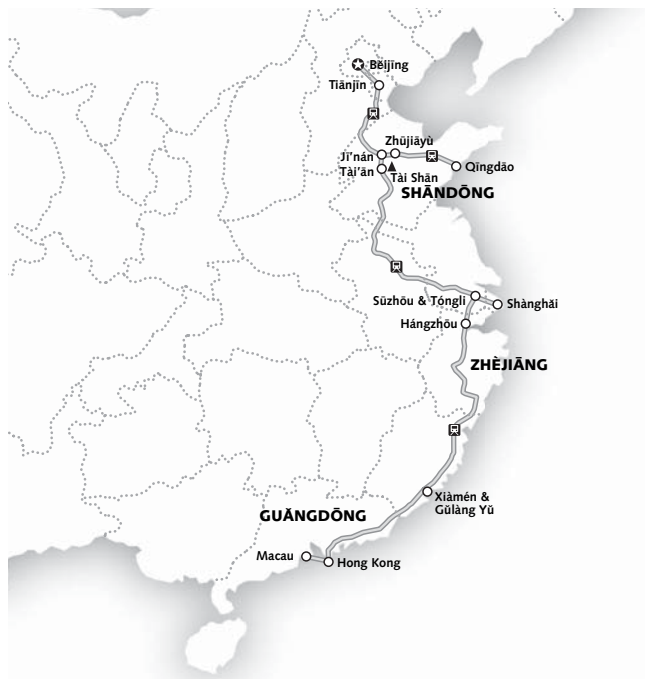 Běijīng
Tiānjīn
Zhūjiāyù
Jǐ'nán
Qīngdǎo
Tài'ān
Tài Shān
SHĀNDŌNG
Sūzhōu & Tónglǐ
Shànghǎi
Hángzhōu
ZHÈJIĀNG
Xiàmén &
Gǔlàng Yǔ
GUǍNGDŌNG
Macau
Hong Kong